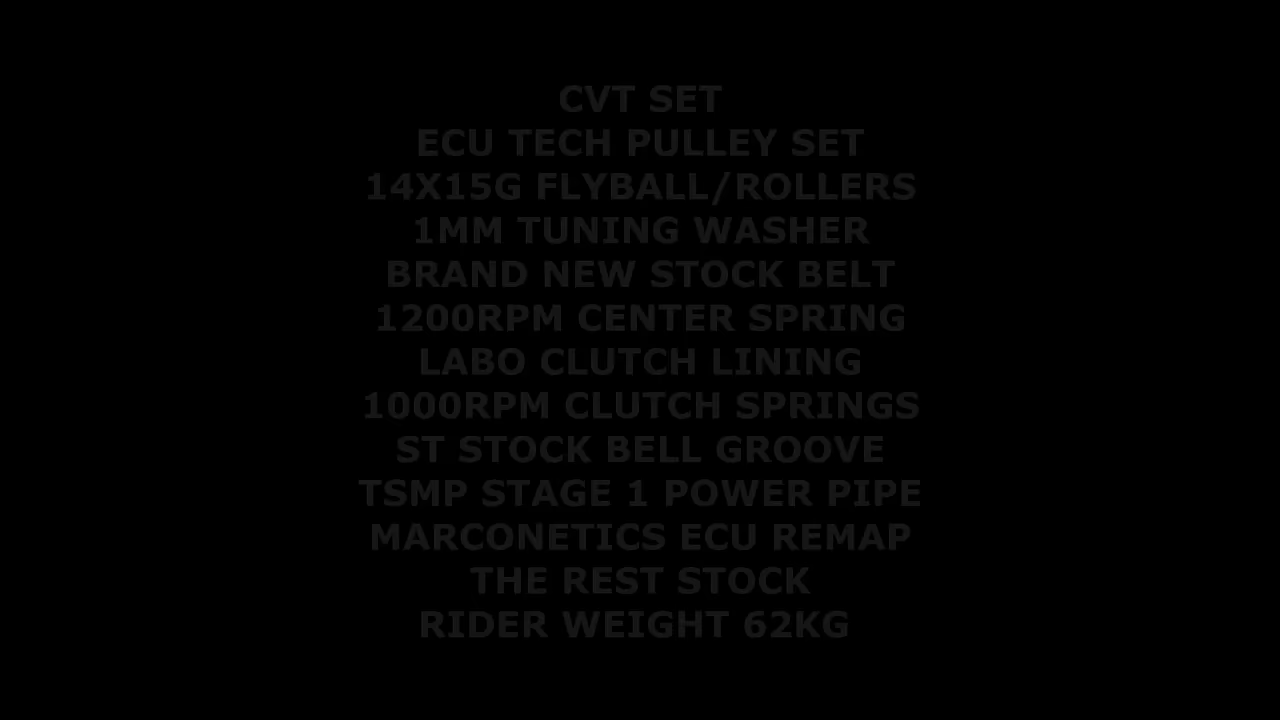 CVT SET
ECU TECH PULLEY SET
14X15G FLYBALL/ROLLERS
1MM TUNING WASHER
BRAND NEW STOCK BELT
1200RPM CENTER SPRING
LABO CLUTCH LINING
1000RPM CLUTCH SPRINGS
ST STOCK BELL GROOVE
TSMP STAGE 1 POWER PIPE
MARCONETICS ECU REMAP
THE REST STOCK
RIDER WEIGHT 62KG